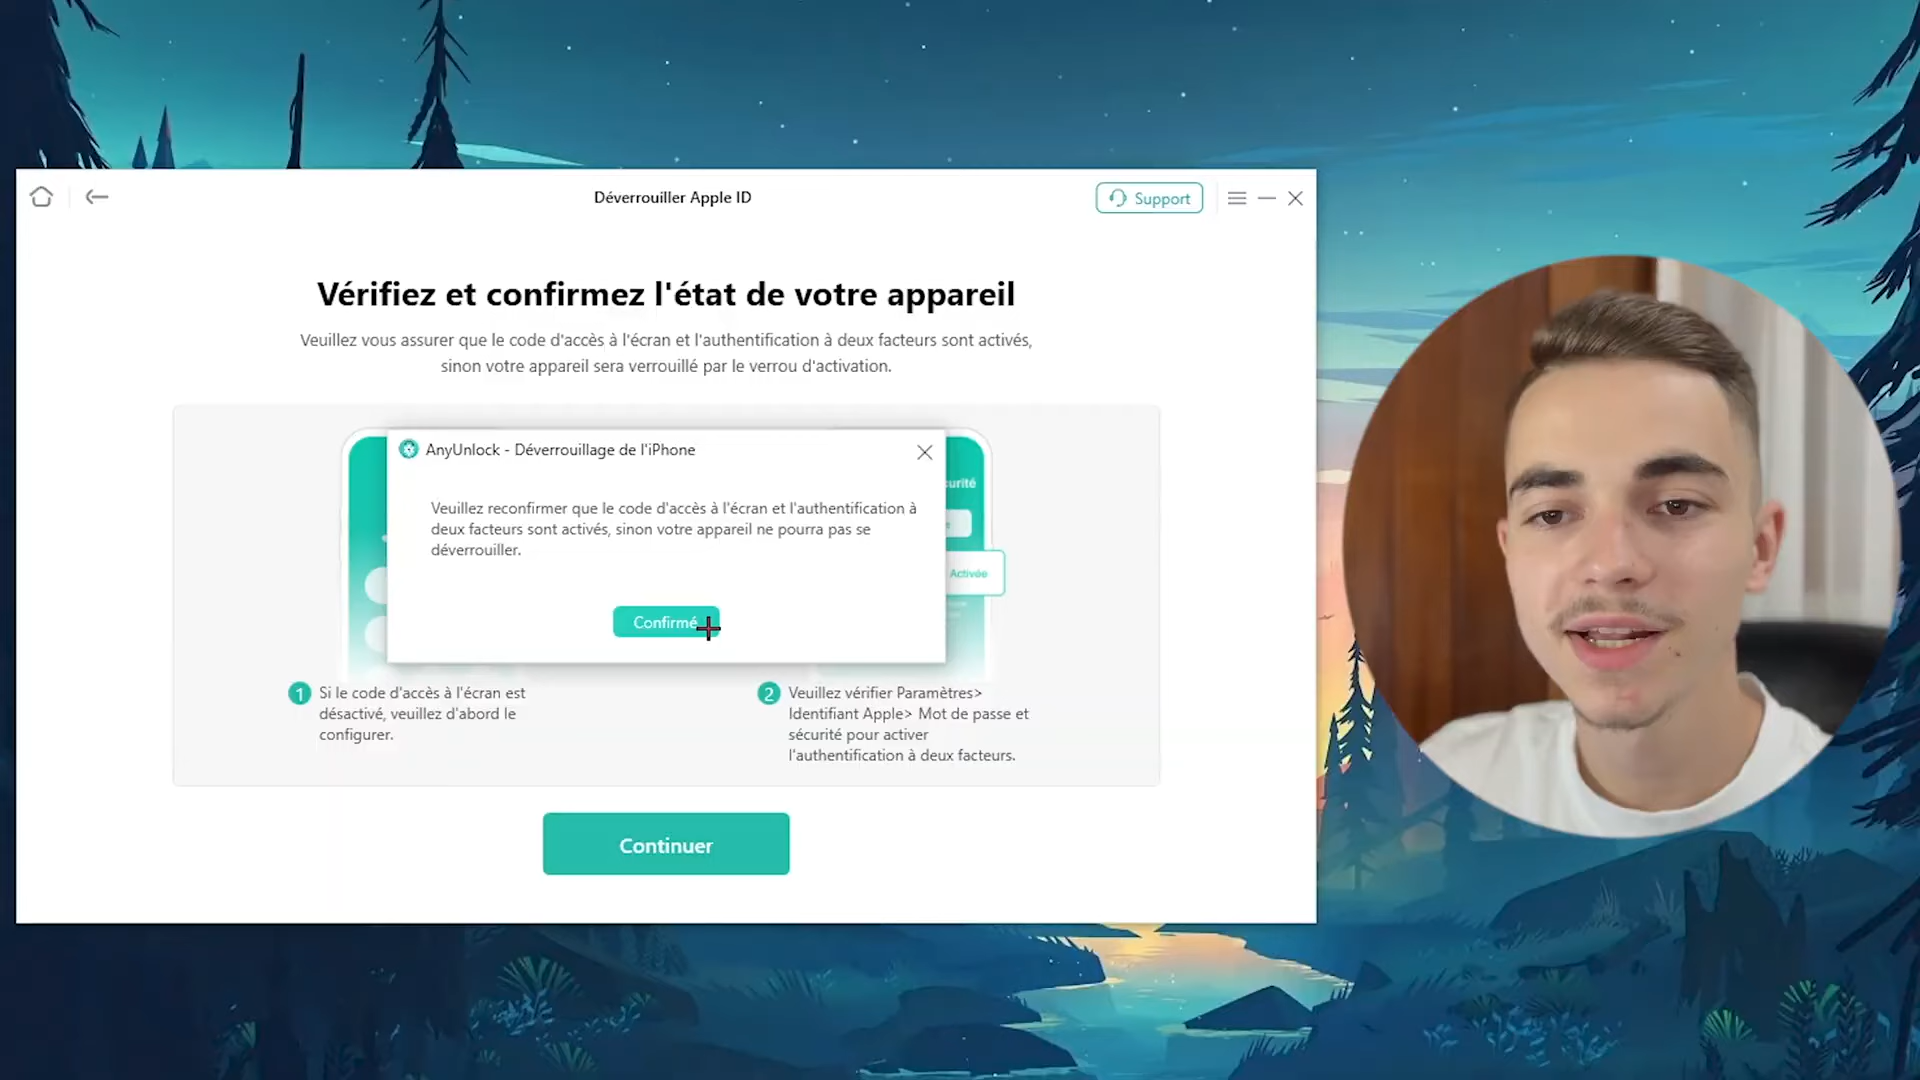 Déverrouiller Apple ID
Support
Vérifiez et confirmez l'état de votre appareil
Veuillez vous assurer que le code d'accès à l'écran et l'authentification à deux facteurs sont activés,
sinon votre appareil sera verrouillé par le verrou d'activation.
AnyUnlock - Déverrouillage de l'iPhone
Veuillez reconfirmer que le code d'accès à l'écran et l'authentification à
deux facteurs sont activés, sinon votre appareil ne pourra pas se
déverrouiller.
Confirmé
curité
Activée
1 Si le code d'accès à l'écran est
désactivé, veuillez d'abord le
configurer.
2 Veuillez vérifier Paramètres>
Identifiant Apple> Mot de passe et
sécurité pour activer
l'authentification à deux facteurs.
Continuer